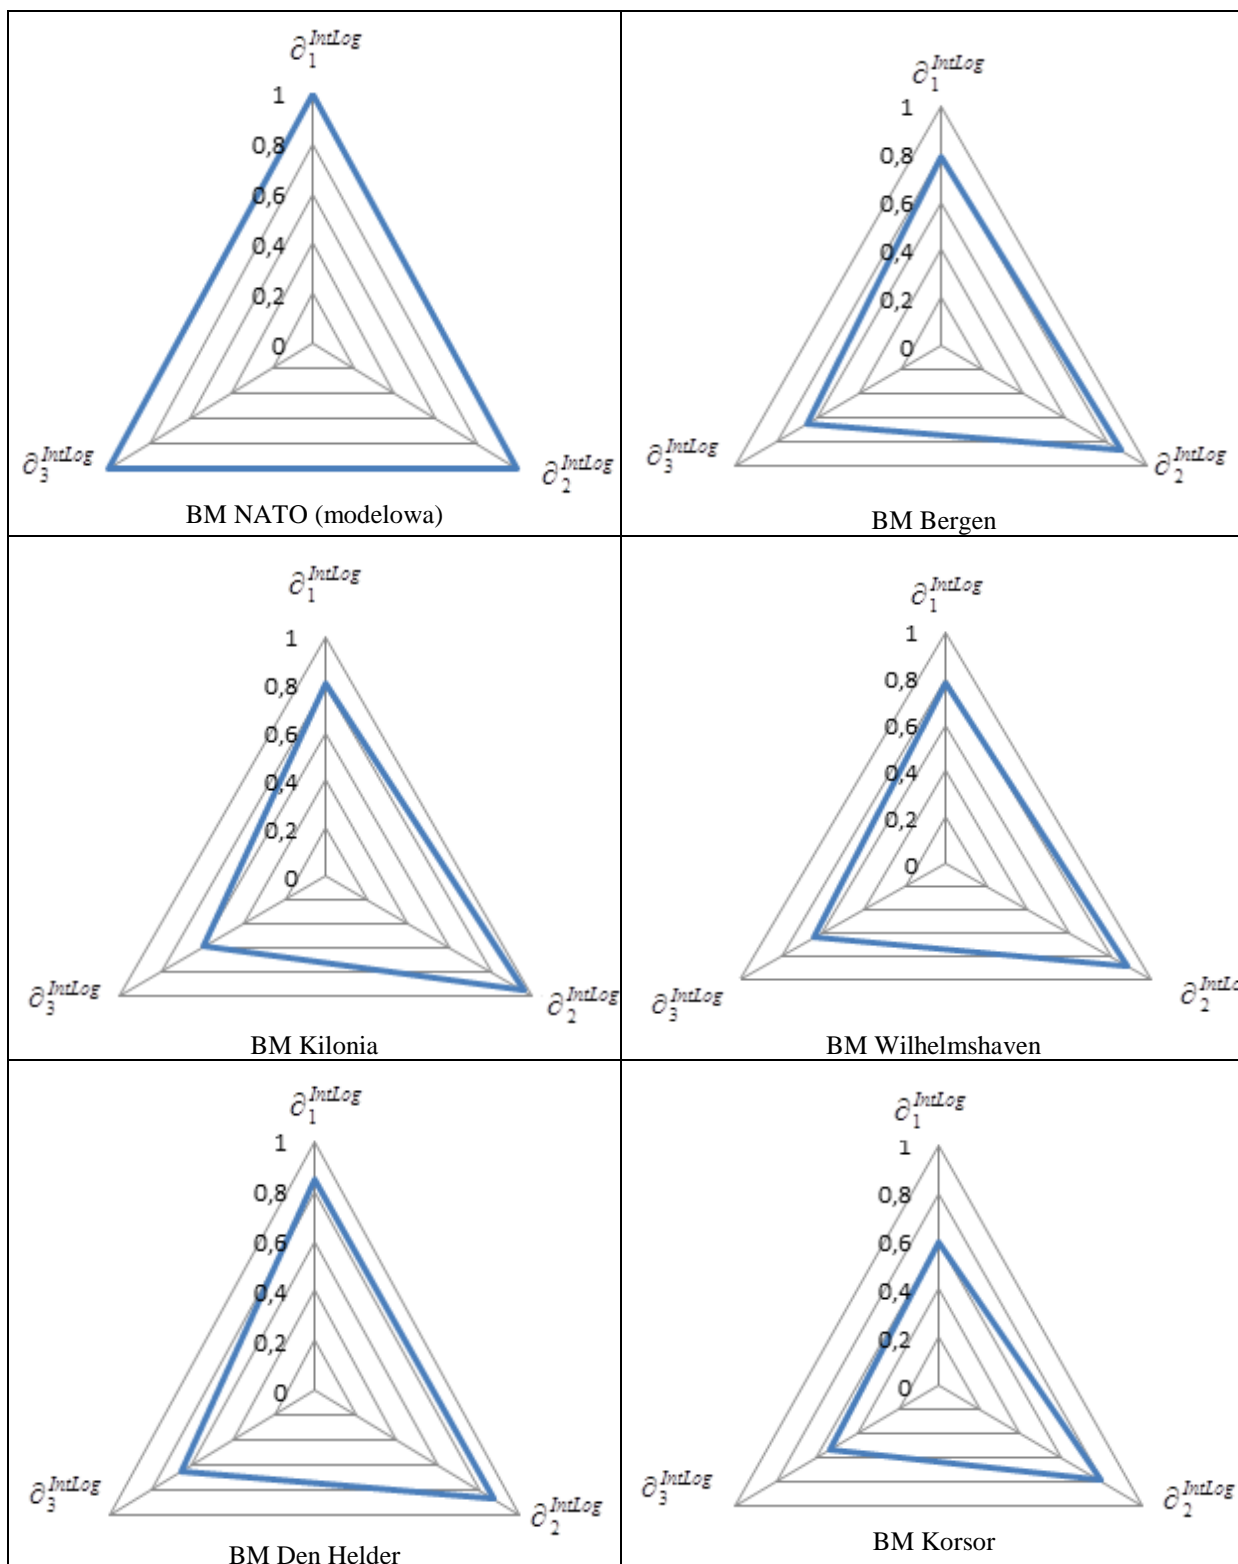 ∂₁^IntLog
1
0,8
0,6
0,4
0,2
0
∂₃^IntLog
∂₂^IntLog
BM NATO (modelowa)
∂₁^IntLog
1
0,8
0,6
0,4
0,2
0
∂₃^IntLog
∂₂^IntLog
BM Bergen
∂₁^IntLog
1
0,8
0,6
0,4
0,2
0
∂₃^IntLog
∂₂^IntLog
BM Kilonia
∂₁^IntLog
1
0,8
0,6
0,4
0,2
0
∂₃^IntLog
∂₂^IntLo
BM Wilhelmshaven
∂₁^IntLog
1
0,8
0,6
0,4
0,2
0
∂₃^IntLog
∂₂^IntLog
BM Den Helder
∂₁^IntLog
1
0,8
0,6
0,4
0,2
0
∂₃^IntLog
∂₂^IntLog
BM Korsor